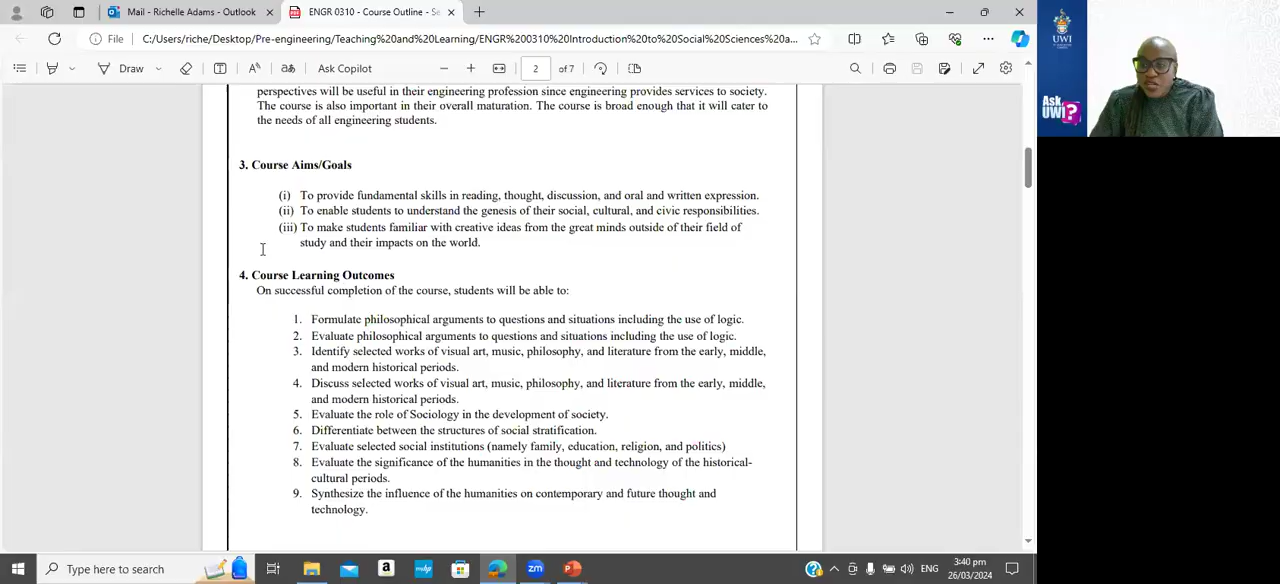 Mail - Richelle Adams - Outlook
ENGR 0310 - Course Outline - Se
File
C:/Users/riche/Desktop/Pre-engineering/Teaching%20and%20Learning/ENGR%200310%20Introduction%20to%20Social%20Sciences%20a...
Draw
Ask Copilot
2 of 7
perspectives will be useful in their engineering profession since engineering provides services to society.
The course is also important in their overall maturation. The course is broad enough that it will cater to
the needs of all engineering students.
3. Course Aims/Goals
(i) To provide fundamental skills in reading, thought, discussion, and oral and written expression.
(ii) To enable students to understand the genesis of their social, cultural, and civic responsibilities.
(iii) To make students familiar with creative ideas from the great minds outside of their field of
study and their impacts on the world.
4. Course Learning Outcomes
On successful completion of the course, students will be able to:
1. Formulate philosophical arguments to questions and situations including the use of logic.
2. Evaluate philosophical arguments to questions and situations including the use of logic.
3. Identify selected works of visual art, music, philosophy, and literature from the early, middle,
and modern historical periods.
4. Discuss selected works of visual art, music, philosophy, and literature from the early, middle,
and modern historical periods.
5. Evaluate the role of Sociology in the development of society.
6. Differentiate between the structures of social stratification.
7. Evaluate selected social institutions (namely family, education, religion, and politics)
8. Evaluate the significance of the humanities in the thought and technology of the historical-
cultural periods.
9. Synthesize the influence of the humanities on contemporary and future thought and
technology.
UWI
Ask
UWI?
Type here to search
a
zm
ENG
3:40 pm
26/03/2024